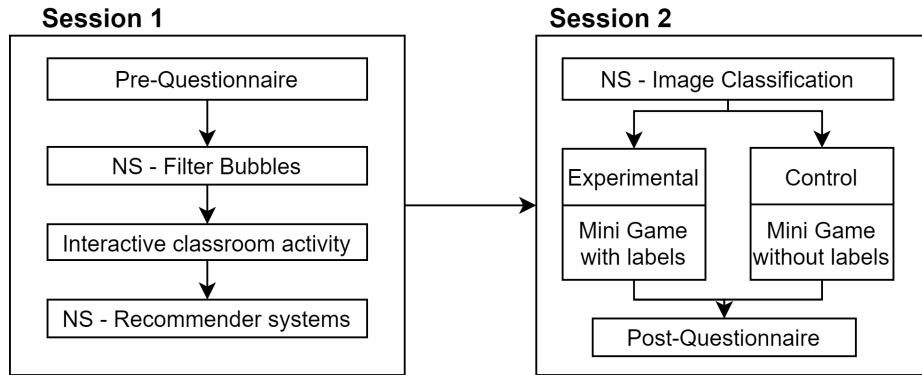 Session 1
Pre-Questionnaire
NS - Filter Bubbles
Interactive classroom activity
NS - Recommender systems
Session 2
NS - Image Classification
Experimental
Mini Game
with labels
Control
Mini Game
without labels
Post-Questionnaire